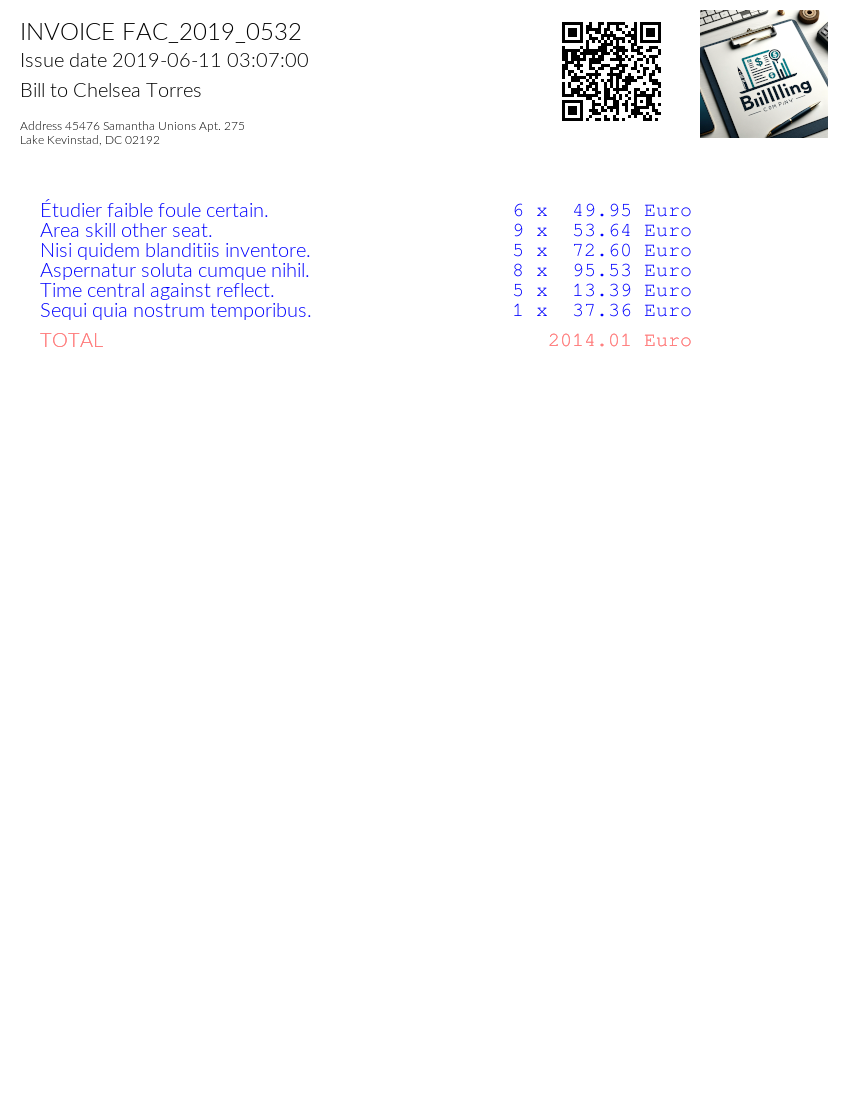 INVOICE FAC_2019_0532
Issue date 2019-06-11 03:07:00
Bill to Chelsea Torres
Address 45476 Samantha Unions Apt. 275
Lake Kevinstad, DC 02192
Biillling
COMPANY
Étudier faible foule certain. 6 x 49.95 Euro
Area skill other seat. 9 x 53.64 Euro
Nisi quidem blanditiis inventore. 5 x 72.60 Euro
Aspernatur soluta cumque nihil. 8 x 95.53 Euro
Time central against reflect. 5 x 13.39 Euro
Sequi quia nostrum temporibus. 1 x 37.36 Euro
TOTAL 2014.01 Euro